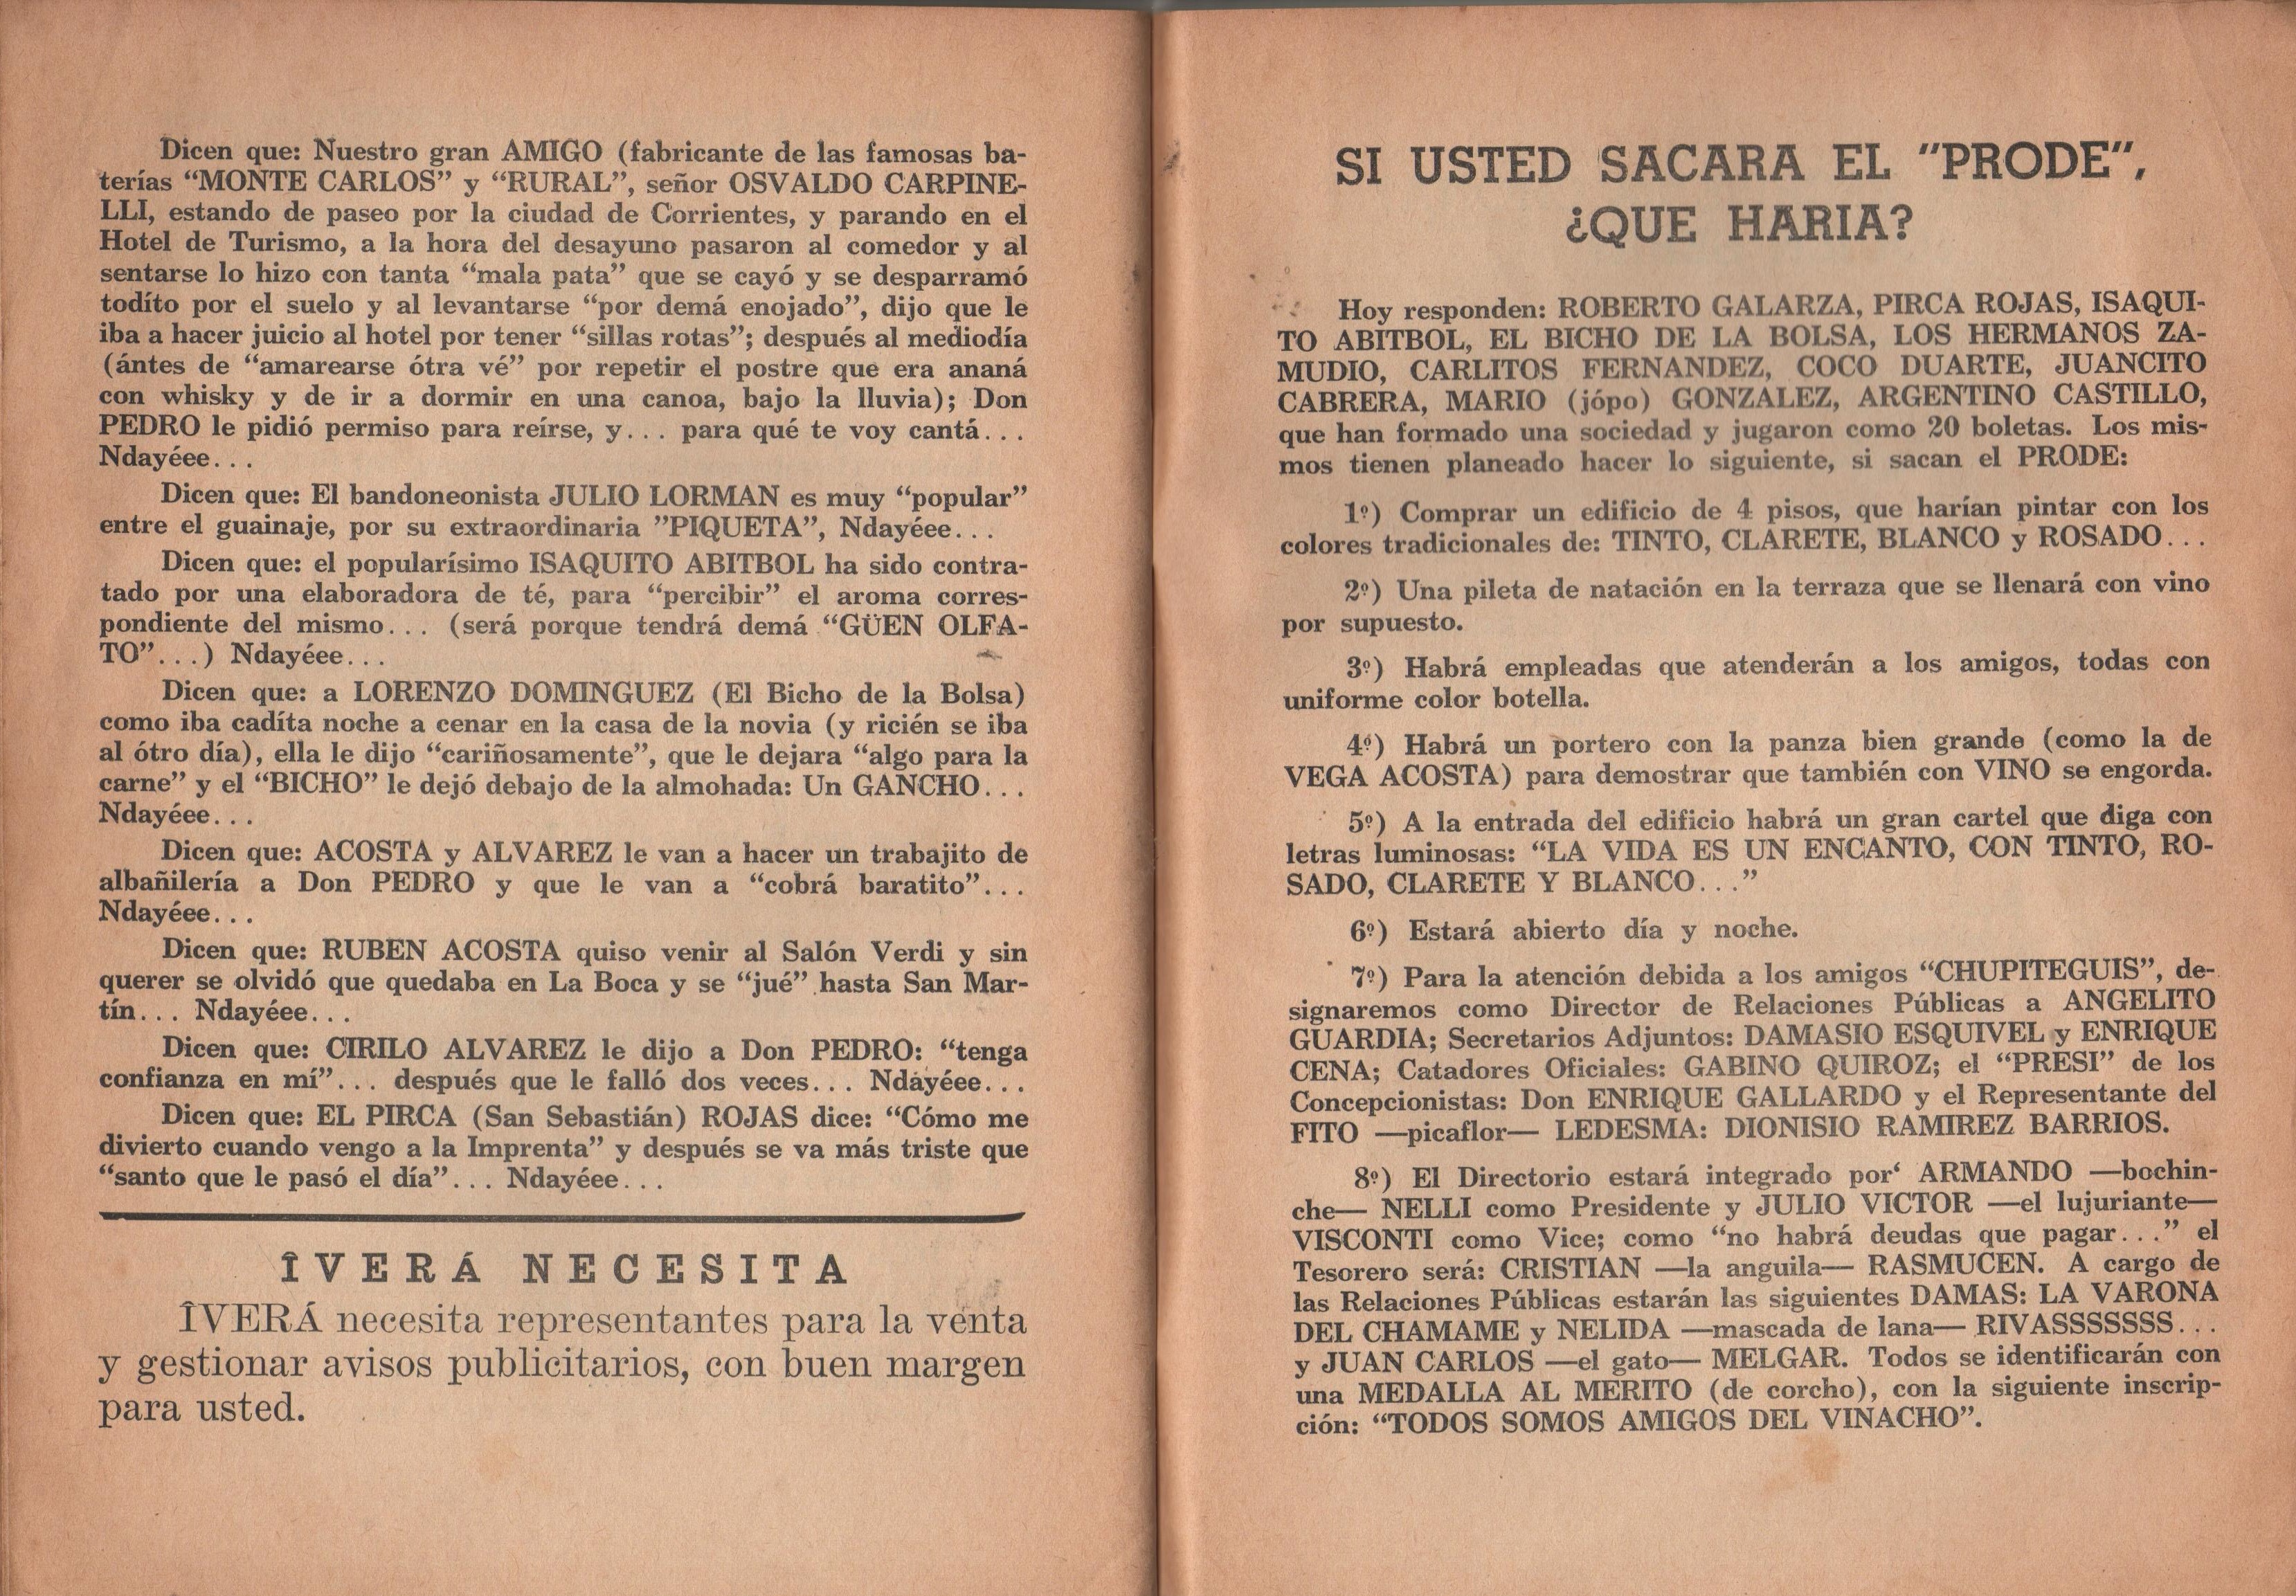 Dicen que: Nuestro gran AMIGO (fabricante de las famosas ba-
terías “MONTE CARLOS” y “RURAL”, señor OSVALDO CARPINE-
LLI, estando de paseo por la ciudad de Corrientes, y parando en el
Hotel de Turismo, a la hora del desayuno pasaron al comedor y al
sentarse lo hizo con tanta “mala pata” que se cayó y se desparramó
todíto por el suelo y al levantarse “por demá enojado”, dijo que le
iba a hacer juicio al hotel por tener “sillas rotas”; después al mediodía
(ántes de “amarearse ótra vé” por repetir el postre que era ananá
con whisky y de ir a dormir en una canoa, bajo la lluvia); Don
PEDRO le pidió permiso para reírse, y... para qué te voy cantá...
Ndayéee...
Dicen que: El bandoneonista JULIO LORMAN es muy “popular”
entre el guainaje, por su extraordinaria ”PIQUETA”, Ndayéee...
Dicen que: el popularísimo ISAQUITO ABITBOL ha sido contra-
tado por una elaboradora de té, para “percibir” el aroma corres-
pondiente del mismo... (será porque tendrá demá “GÜEN OLFA-
TO”...) Ndayéee...
Dicen que: a LORENZO DOMINGUEZ (El Bicho de la Bolsa)
como iba cadíta noche a cenar en la casa de la novia (y ricién se iba
al ótro día), ella le dijo “cariñosamente”, que le dejara “algo para la
carne” y el “BICHO” le dejó debajo de la almohada: Un GANCHO...
Ndayéee...
Dicen que: ACOSTA y ALVAREZ le van a hacer un trabajito de
albañilería a Don PEDRO y que le van a “cobrá baratito”...
Ndayéee...
Dicen que: RUBEN ACOSTA quiso venir al Salón Verdi y sin
querer se olvidó que quedaba en La Boca y se “jué” hasta San Mar-
tín... Ndayéee...
Dicen que: CIRILO ALVAREZ le dijo a Don PEDRO: “tenga
confianza en mí”... después que le falló dos veces... Ndayéee...
Dicen que: EL PIRCA (San Sebastián) ROJAS dice: “Cómo me
divierto cuando vengo a la Imprenta” y después se va más triste que
“santo que le pasó el día”... Ndayéee...
ÎVERÁ NECESITA
ÎVERÁ necesita representantes para la venta
y gestionar avisos publicitarios, con buen margen
para usted.
SI USTED SACARA EL "PRODE",
¿QUE HARIA?
Hoy responden: ROBERTO GALARZA, PIRCA ROJAS, ISAQUI-
TO ABITBOL, EL BICHO DE LA BOLSA, LOS HERMANOS ZA-
MUDIO, CARLITOS FERNANDEZ, COCO DUARTE, JUANCITO
CABRERA, MARIO (jópo) GONZALEZ, ARGENTINO CASTILLO,
que han formado una sociedad y jugaron como 20 boletas. Los mis-
mos tienen planeado hacer lo siguiente, si sacan el PRODE:
1º) Comprar un edificio de 4 pisos, que harían pintar con los
colores tradicionales de: TINTO, CLARETE, BLANCO y ROSADO...
2º) Una pileta de natación en la terraza que se llenará con vino
por supuesto.
3º) Habrá empleadas que atenderán a los amigos, todas con
uniforme color botella.
4º) Habrá un portero con la panza bien grande (como la de
VEGA ACOSTA) para demostrar que también con VINO se engorda.
5º) A la entrada del edificio habrá un gran cartel que diga con
letras luminosas: “LA VIDA ES UN ENCANTO, CON TINTO, RO-
SADO, CLARETE Y BLANCO...”
6º) Estará abierto día y noche.
7º) Para la atención debida a los amigos “CHUPITEGUIS”, de-
signaremos como Director de Relaciones Públicas a ANGELITO
GUARDIA; Secretarios Adjuntos: DAMASIO ESQUIVEL y ENRIQUE
CENA; Catadores Oficiales: GABINO QUIROZ; el “PRESI” de los
Concepcionistas: Don ENRIQUE GALLARDO y el Representante del
FITO —picaflor— LEDESMA: DIONISIO RAMIREZ BARRIOS.
8º) El Directorio estará integrado por‘ ARMANDO —bochin-
che— NELLI como Presidente y JULIO VICTOR —el lujuriante—
VISCONTI como Vice; como “no habrá deudas que pagar...” el
Tesorero será: CRISTIAN —la anguila— RASMUCEN. A cargo de
las Relaciones Públicas estarán las siguientes DAMAS: LA VARONA
DEL CHAMAME y NELIDA —mascada de lana— RIVASSSSSSS...
y JUAN CARLOS —el gato— MELGAR. Todos se identificarán con
una MEDALLA AL MERITO (de corcho), con la siguiente inscrip-
ción: “TODOS SOMOS AMIGOS DEL VINACHO”.